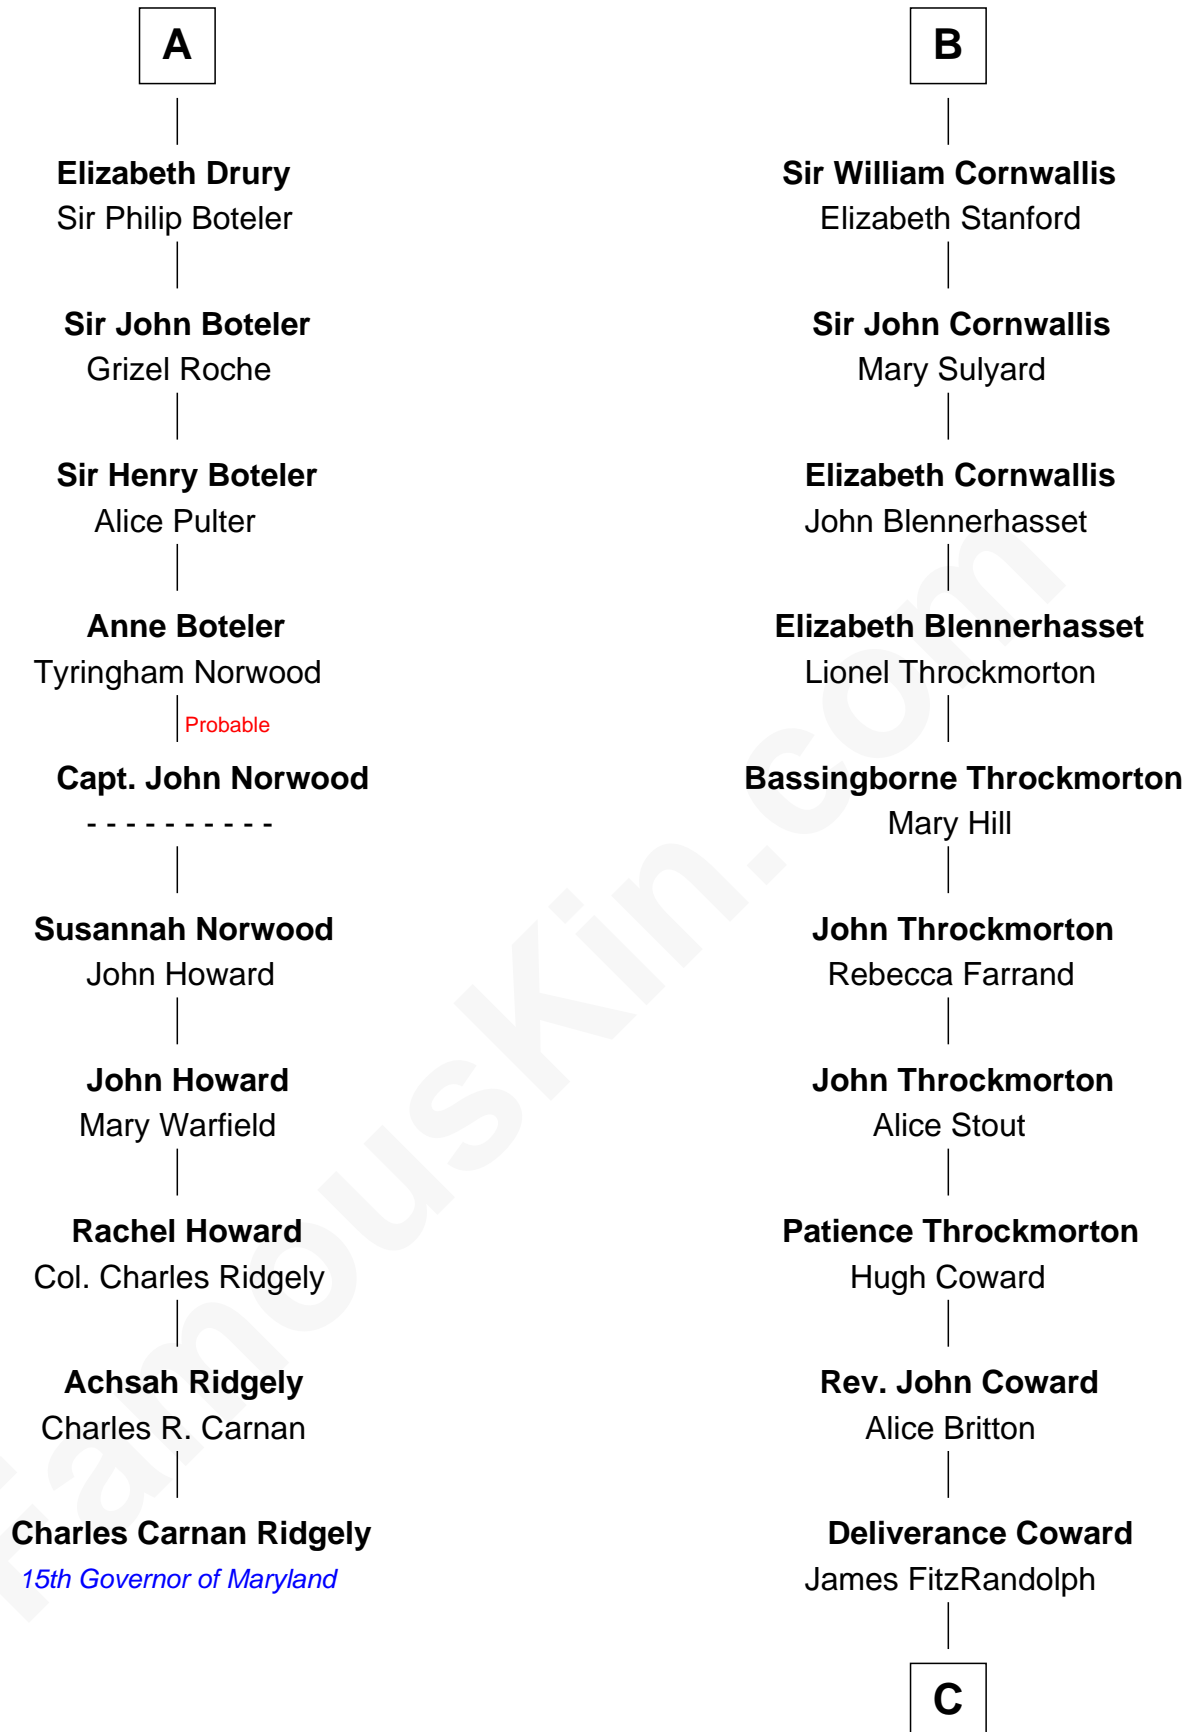 A
Elizabeth Drury
Sir Philip Boteler
Sir John Boteler
Grizel Roche
Sir Henry Boteler
Alice Pulter
Anne Boteler
Tyringham Norwood
Probable
Capt. John Norwood
- - - - - - - - - -
Susannah Norwood
John Howard
John Howard
Mary Warfield
Rachel Howard
Col. Charles Ridgely
Achsah Ridgely
Charles R. Carnan
Charles Carnan Ridgely
15th Governor of Maryland
B
Sir William Cornwallis
Elizabeth Stanford
Sir John Cornwallis
Mary Sulyard
Elizabeth Cornwallis
John Blennerhasset
Elizabeth Blennerhasset
Lionel Throckmorton
Bassingborne Throckmorton
Mary Hill
John Throckmorton
Rebecca Farrand
John Throckmorton
Alice Stout
Patience Throckmorton
Hugh Coward
Rev. John Coward
Alice Britton
Deliverance Coward
James FitzRandolph
C
FamousKin.com